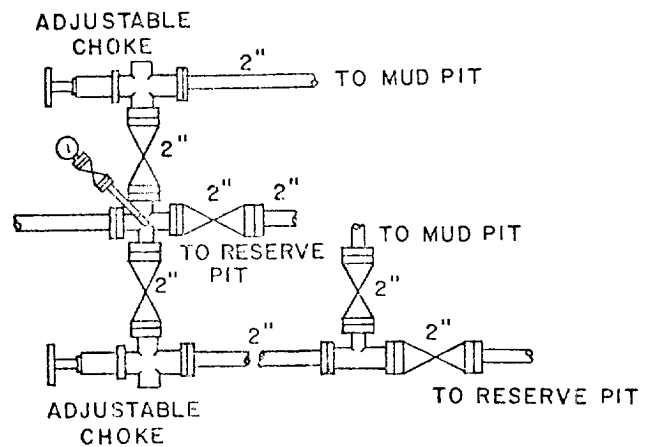 ADJUSTABLE
CHOKE
2"
TO MUD PIT
2"
2"
2"
TO MUD PIT
TO RESERVE
PIT
2"
2"
2"
2"
TO RESERVE PIT
ADJUSTABLE
CHOKE